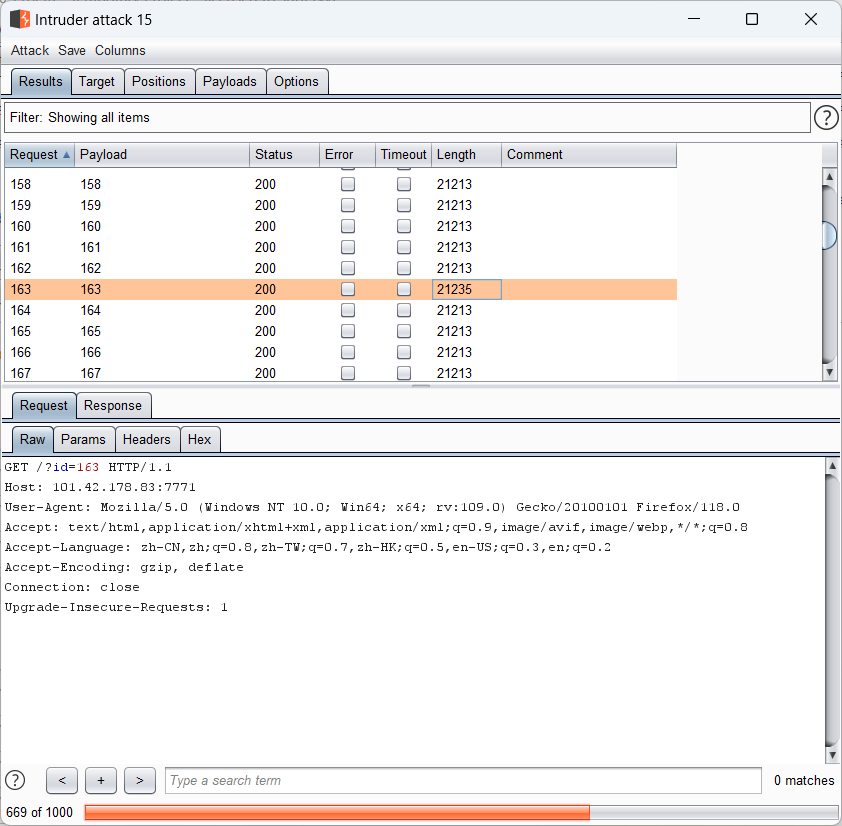 Intruder attack 15
Attack Save Columns
Results Target Positions Payloads Options
Filter: Showing all items ?
Request Payload Status Error Timeout Length Comment
158 158 200 21213
159 159 200 21213
160 160 200 21213
161 161 200 21213
162 162 200 21213
163 163 200 21235
164 164 200 21213
165 165 200 21213
166 166 200 21213
167 167 200 21213
Request Response
Raw Params Headers Hex
GET /?id=163 HTTP/1.1
Host: 101.42.178.83:7771
User-Agent: Mozilla/5.0 (Windows NT 10.0; Win64; x64; rv:109.0) Gecko/20100101 Firefox/118.0
Accept: text/html,application/xhtml+xml,application/xml;q=0.9,image/avif,image/webp,*/*;q=0.8
Accept-Language: zh-CN,zh;q=0.8,zh-TW;q=0.7,zh-HK;q=0.5,en-US;q=0.3,en;q=0.2
Accept-Encoding: gzip, deflate
Connection: close
Upgrade-Insecure-Requests: 1
? < + > Type a search term 0 matches
669 of 1000